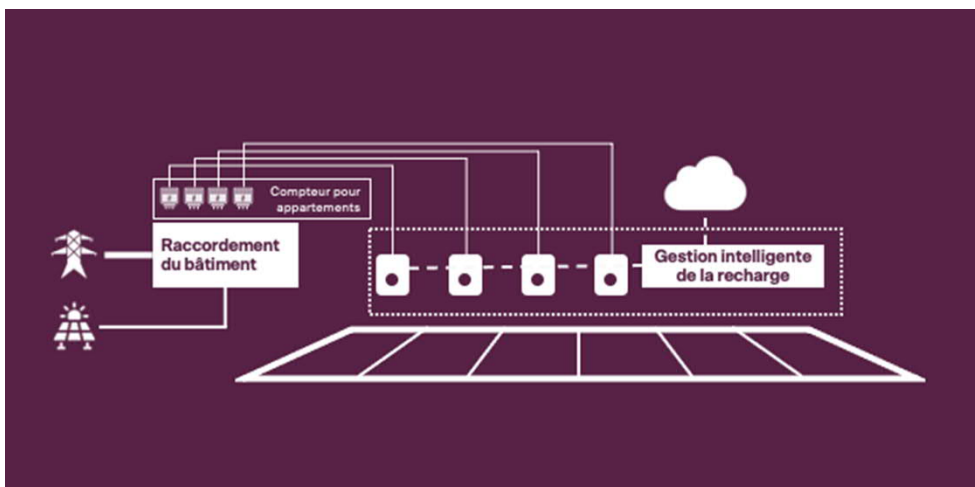 Compteur pour
appartements
Raccordement
du bâtiment
Gestion intelligente
de la recharge